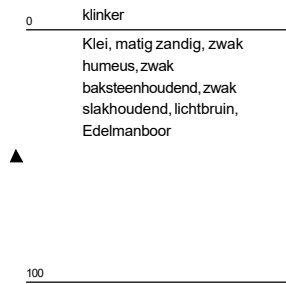 klinker
0
Klei, matig zandig, zwak
humeus, zwak
baksteenhoudend, zwak
slakhoudend, lichtbruin,
Edelmanboor
100